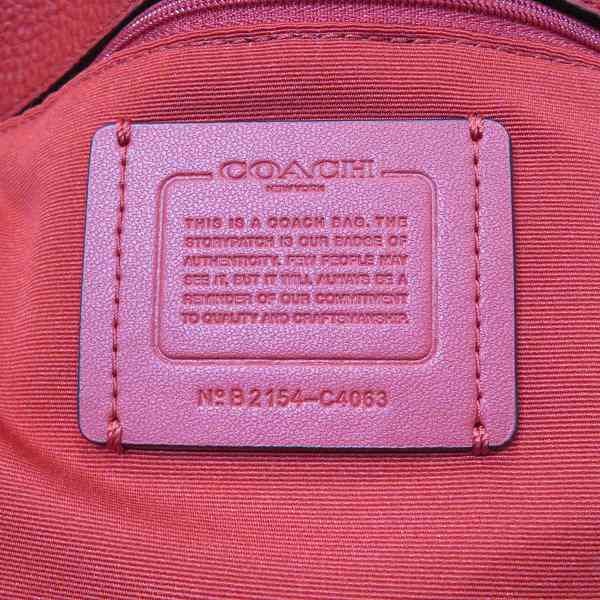 COACH
NEW YORK
THIS IS A COACH BAG. THE
STORYPATCH IS OUR BADGE OF
AUTHENTICITY. FEW PEOPLE MAY
SEE IT, BUT IT WILL ALWAYS BE A
REMINDER OF OUR COMMITMENT
TO QUALITY AND CRAFTSMANSHIP.
Nº B2154-C4063